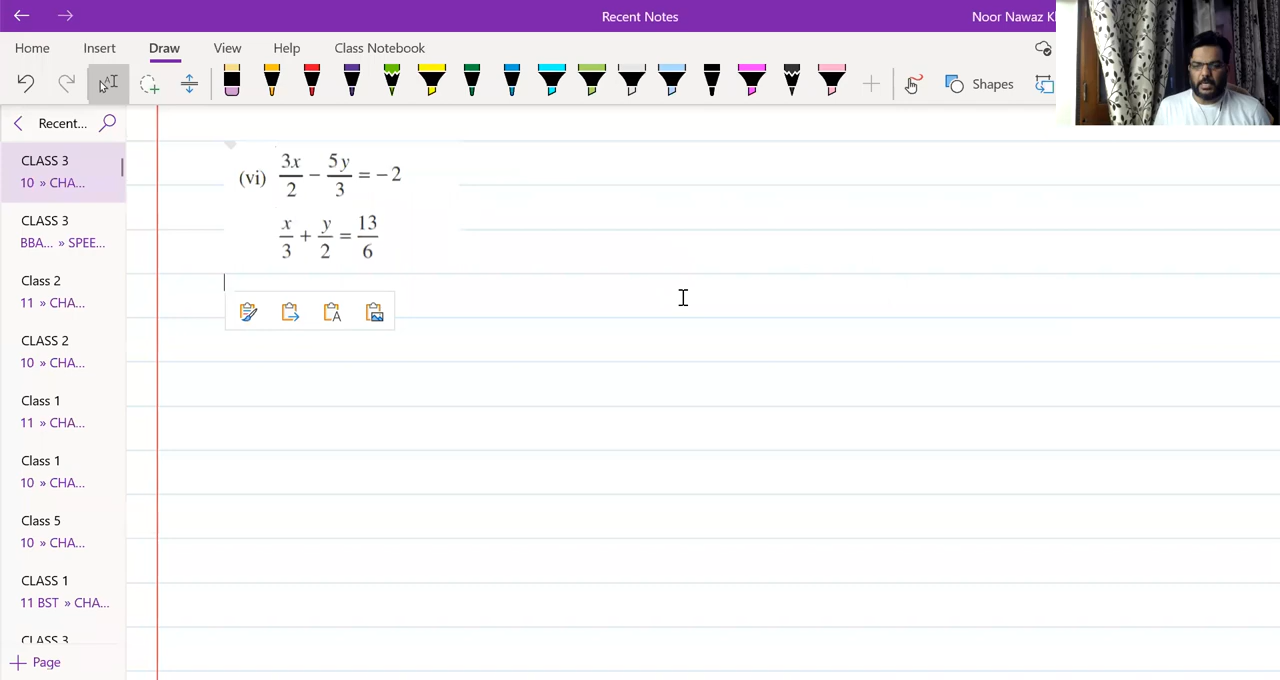 Recent Notes
Noor Nawaz K
Home Insert Draw View Help Class Notebook
Shapes
Recent...
CLASS 3
10 » CHA...
CLASS 3
BBA... » SPEE...
Class 2
11 » CHA...
CLASS 2
10 » CHA...
Class 1
11 » CHA...
Class 1
10 » CHA...
Class 5
10 » CHA...
CLASS 1
11 BST » CHA...
CLASS 3
Page
(vi) 3x/2 − 5y/3 = −2
x/3 + y/2 = 13/6